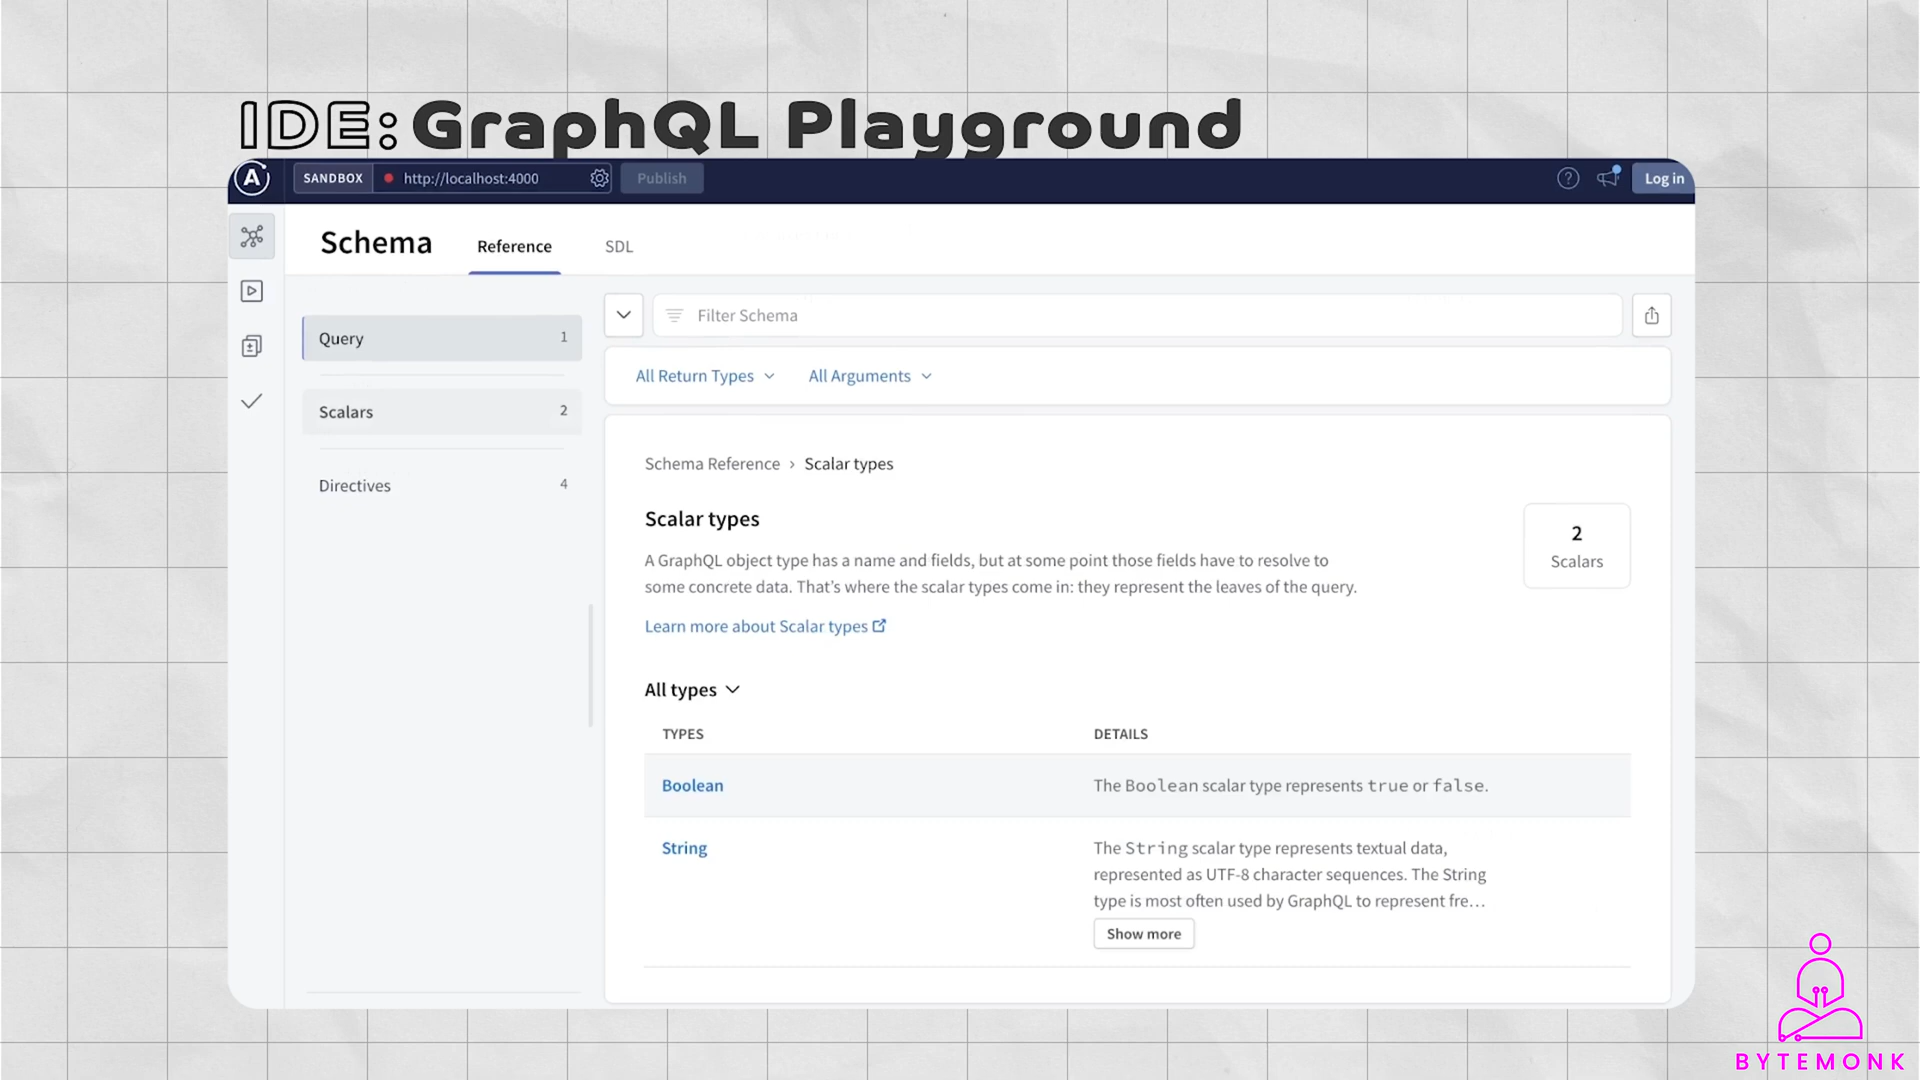 IDE: GraphQL Playground
SANDBOX
http://localhost:4000
Publish
Log in
Schema
Reference
SDL
Query 1
Scalars 2
Directives 4
Filter Schema
All Return Types
All Arguments
Schema Reference › Scalar types
Scalar types
A GraphQL object type has a name and fields, but at some point those fields have to resolve to
some concrete data. That’s where the scalar types come in: they represent the leaves of the query.
Learn more about Scalar types
2
Scalars
All types
TYPES
DETAILS
Boolean
The Boolean scalar type represents true or false.
String
The String scalar type represents textual data,
represented as UTF-8 character sequences. The String
type is most often used by GraphQL to represent fre…
Show more
BYTEMONK